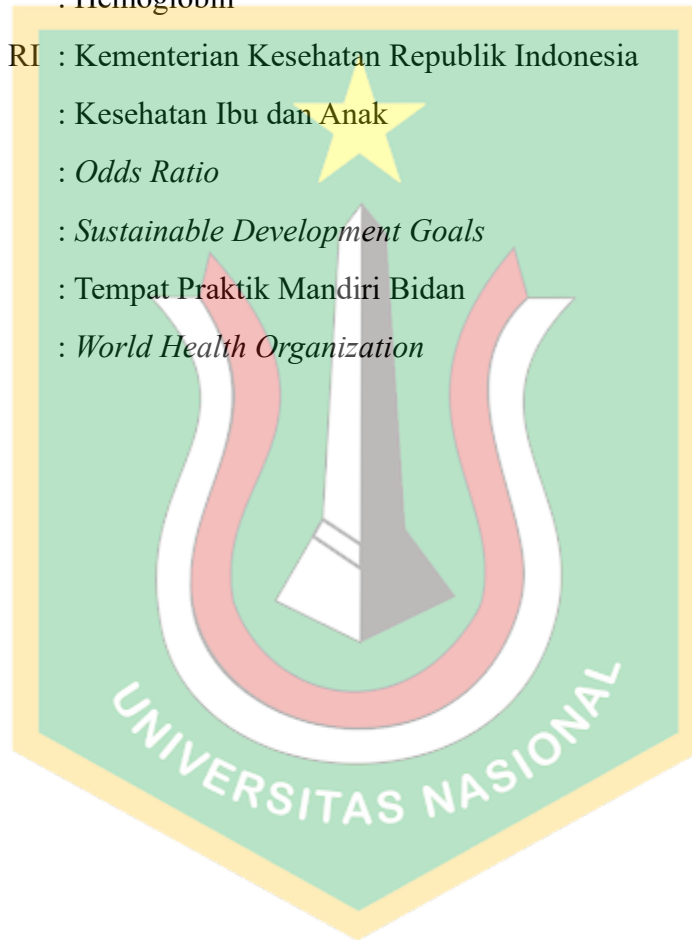 : Hemoglobin
RI : Kementerian Kesehatan Republik Indonesia
: Kesehatan Ibu dan Anak
: Odds Ratio
: Sustainable Development Goals
: Tempat Praktik Mandiri Bidan
: World Health Organization
UNIVERSITAS NASIONAL